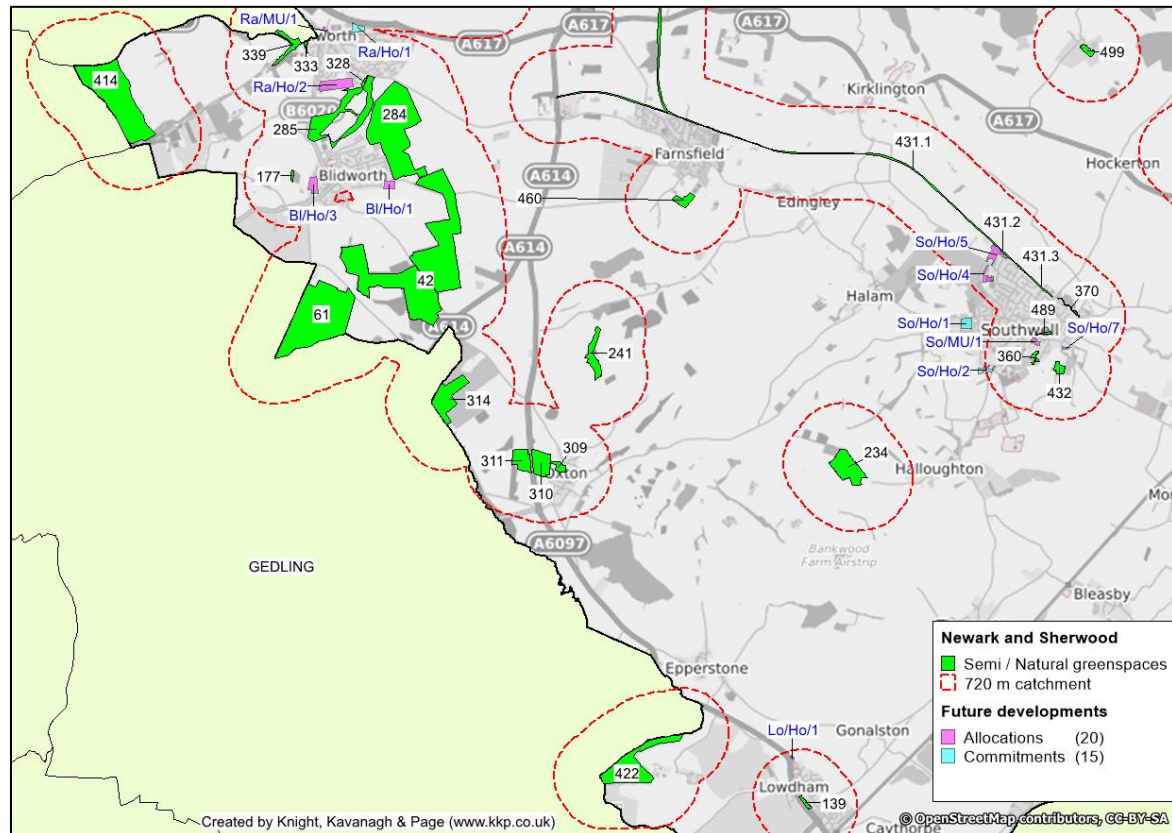 Ra/MU/1
worth
A617
A617
339
333
Ra/Ho/1
328
499
414
Ra/Ho/2
Kirklington
B6020
284
A617
285
431.1
Farnsfield
Hockerton
177
Blidworth
A614
Bl/Ho/3
Bl/Ho/1
460
Edingley
431.2
So/Ho/5
A614
431.3
So/Ho/4
42
370
Halam
489
61
So/Ho/1
Southwell
So/Ho/7
A614
So/MU/1
360
241
So/Ho/2
432
314
309
311
234
Oxton
Halloughton
310
A6097
Bankwood
Farm Airstrip
GEDLING
Bleasby
Newark and Sherwood
Semi / Natural greenspaces
720 m catchment
Future developments
Allocations (20)
Commitments (15)
Epperstone
Lo/Ho/1
Gonalston
422
Lowdham
139
Created by Knight, Kavanagh & Page (www.kkp.co.uk)
Caythorpe
© OpenStreetMap contributors, CC-BY-SA